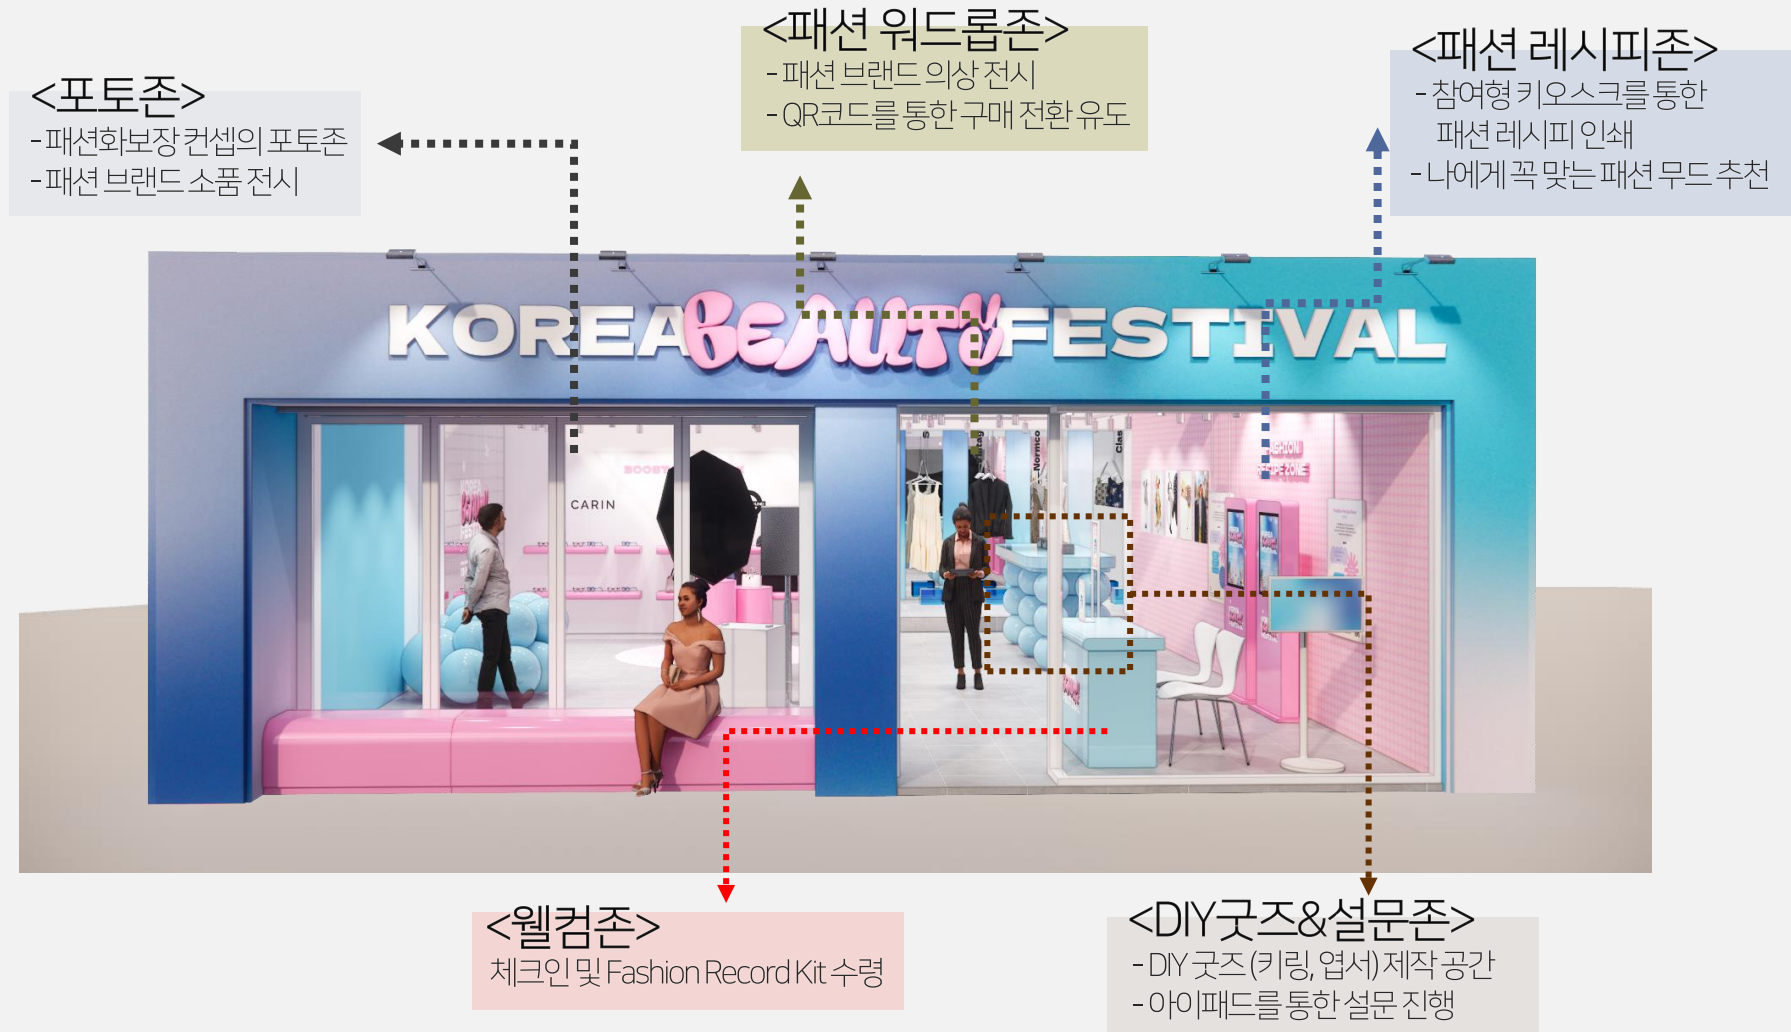 <패션 워드롭존>
-패션 브랜드 의상 전시
-QR코드를 통한 구매 전환 유도
<패션 레시피존>
-참여형 키오스크를 통한
패션 레시피 인쇄
-나에게 꼭 맞는 패션 무드 추천
<포토존>
-패션화보장 컨셉의 포토존
-패션 브랜드 소품 전시
KOREA BEAUTY FESTIVAL
CARIN
Normco
Clas
<웰컴존>
체크인 및 Fashion Record Kit 수령
<DIY굿즈&설문존>
-DIY 굿즈 (키링, 엽서) 제작 공간
-아이패드를 통한 설문 진행